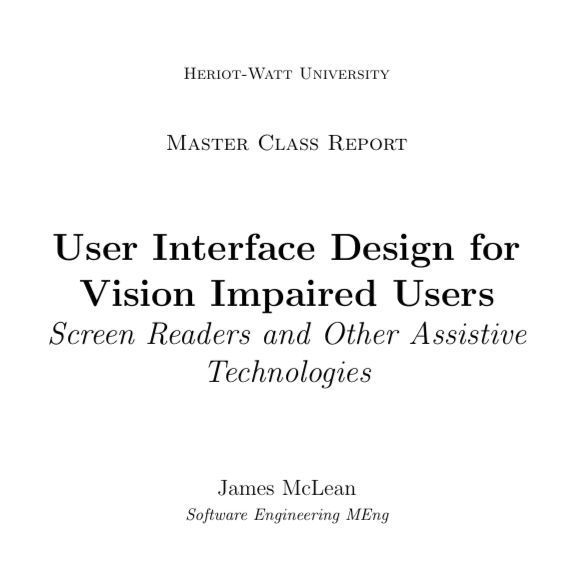 Heriot-Watt University
Master Class Report
User Interface Design for
Vision Impaired Users
Screen Readers and Other Assistive
Technologies
James McLean
Software Engineering MEng